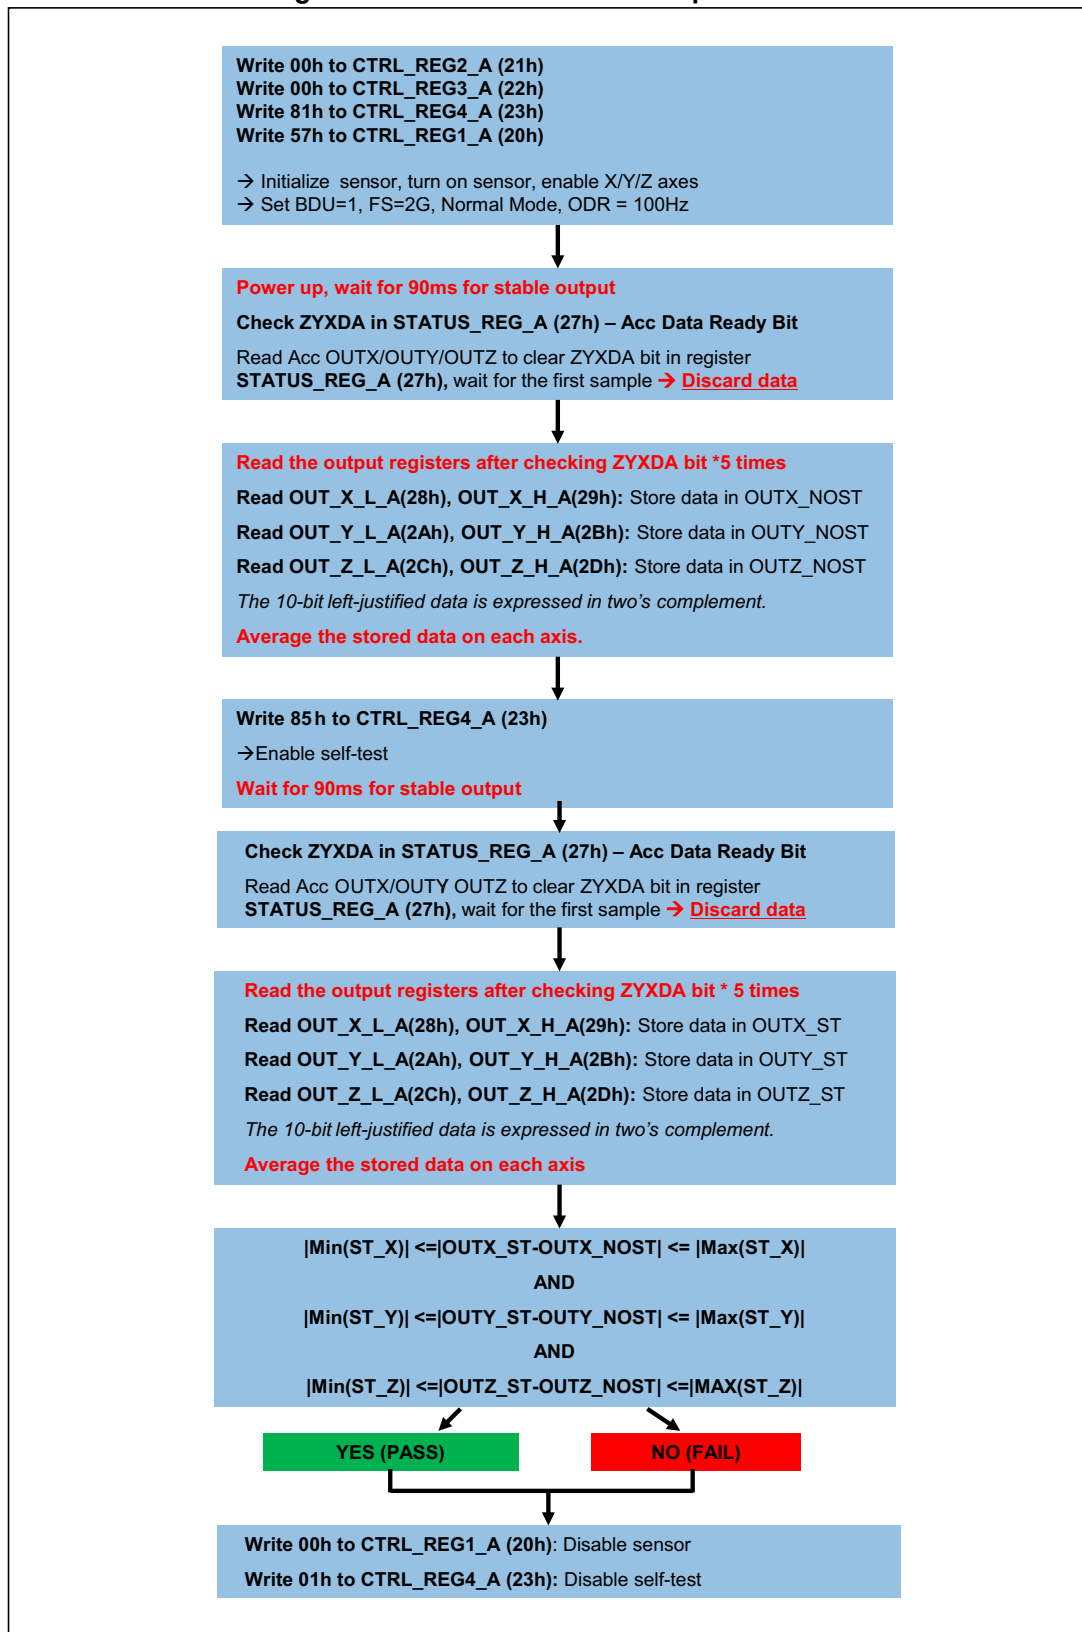 Write 00h to CTRL_REG2_A (21h)
Write 00h to CTRL_REG3_A (22h)
Write 81h to CTRL_REG4_A (23h)
Write 57h to CTRL_REG1_A (20h)
→ Initialize sensor, turn on sensor, enable X/Y/Z axes
→ Set BDU=1, FS=2G, Normal Mode, ODR = 100Hz
Power up, wait for 90ms for stable output
Check ZYXDA in STATUS_REG_A (27h) – Acc Data Ready Bit
Read Acc OUTX/OUTY/OUTZ to clear ZYXDA bit in register
STATUS_REG_A (27h), wait for the first sample → Discard data
Read the output registers after checking ZYXDA bit *5 times
Read OUT_X_L_A(28h), OUT_X_H_A(29h): Store data in OUTX_NOST
Read OUT_Y_L_A(2Ah), OUT_Y_H_A(2Bh): Store data in OUTY_NOST
Read OUT_Z_L_A(2Ch), OUT_Z_H_A(2Dh): Store data in OUTZ_NOST
The 10-bit left-justified data is expressed in two's complement.
Average the stored data on each axis.
Write 85h to CTRL_REG4_A (23h)
→Enable self-test
Wait for 90ms for stable output
Check ZYXDA in STATUS_REG_A (27h) – Acc Data Ready Bit
Read Acc OUTX/OUTY OUTZ to clear ZYXDA bit in register
STATUS_REG_A (27h), wait for the first sample → Discard data
Read the output registers after checking ZYXDA bit * 5 times
Read OUT_X_L_A(28h), OUT_X_H_A(29h): Store data in OUTX_ST
Read OUT_Y_L_A(2Ah), OUT_Y_H_A(2Bh): Store data in OUTY_ST
Read OUT_Z_L_A(2Ch), OUT_Z_H_A(2Dh): Store data in OUTZ_ST
The 10-bit left-justified data is expressed in two's complement.
Average the stored data on each axis
|Min(ST_X)| <=|OUTX_ST-OUTX_NOST| <= |Max(ST_X)|
AND
|Min(ST_Y)| <=|OUTY_ST-OUTY_NOST| <= |Max(ST_Y)|
AND
|Min(ST_Z)| <=|OUTZ_ST-OUTZ_NOST| <=|MAX(ST_Z)|
YES (PASS)
NO (FAIL)
Write 00h to CTRL_REG1_A (20h): Disable sensor
Write 01h to CTRL_REG4_A (23h): Disable self-test